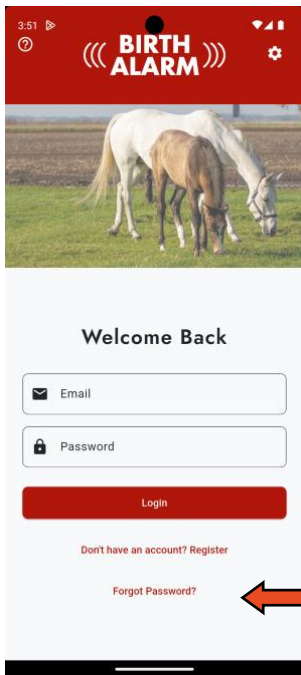 3:51
BIRTH
ALARM
Welcome Back
Email
Password
Login
Don't have an account? Register
Forgot Password?